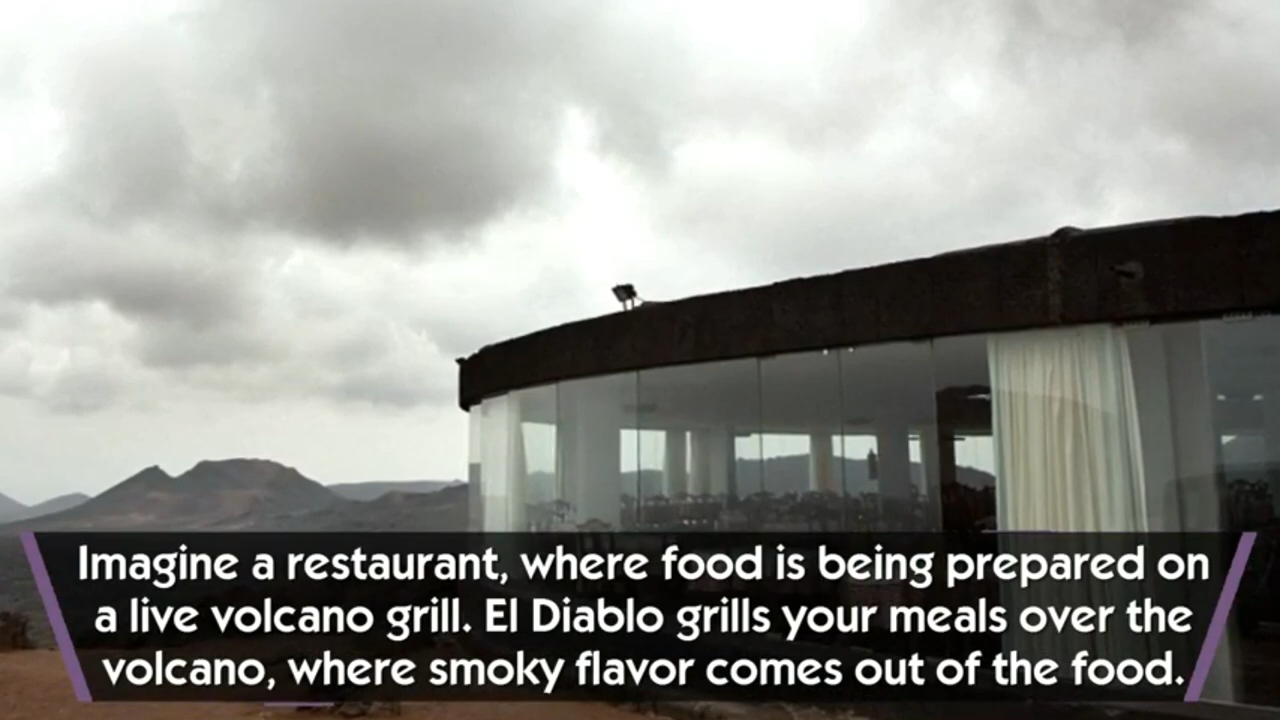 Imagine a restaurant, where food is being prepared on
a live volcano grill. El Diablo grills your meals over the
volcano, where smoky flavor comes out of the food.